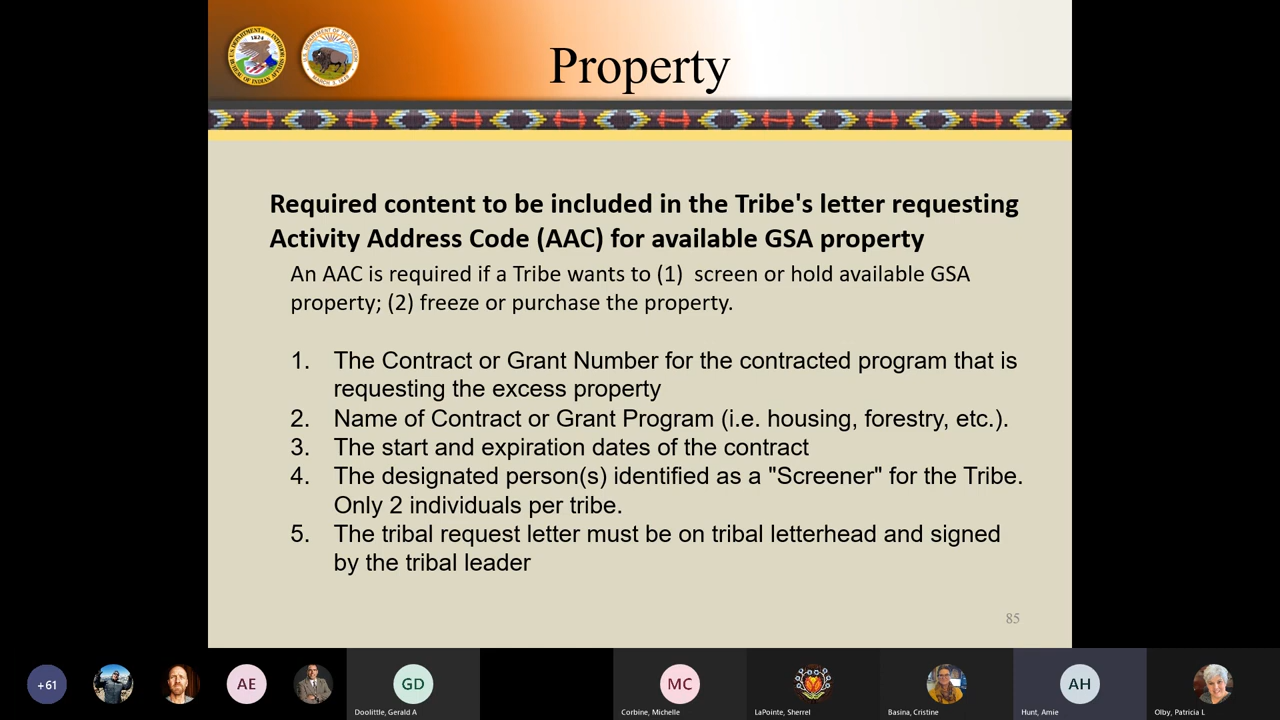 Property
Required content to be included in the Tribe's letter requesting
Activity Address Code (AAC) for available GSA property
An AAC is required if a Tribe wants to (1) screen or hold available GSA
property; (2) freeze or purchase the property.
1. The Contract or Grant Number for the contracted program that is
requesting the excess property
2. Name of Contract or Grant Program (i.e. housing, forestry, etc.).
3. The start and expiration dates of the contract
4. The designated person(s) identified as a "Screener" for the Tribe.
Only 2 individuals per tribe.
5. The tribal request letter must be on tribal letterhead and signed
by the tribal leader
85
+61
AE
GD
MC
AH
Doolittle, Gerald A
Corbine, Michelle
LaPointe, Sherrel
Basina, Cristine
Hunt, Amie
Olby, Patricia L